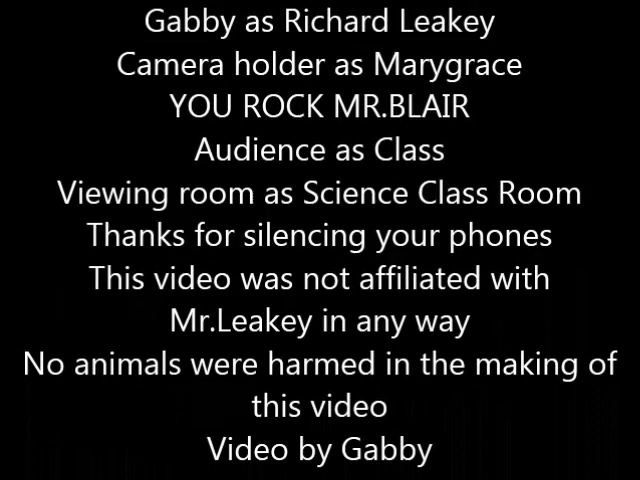 Gabby as Richard Leakey
Camera holder as Marygrace
YOU ROCK MR.BLAIR
Audience as Class
Viewing room as Science Class Room
Thanks for silencing your phones
This video was not affiliated with
Mr.Leakey in any way
No animals were harmed in the making of
this video
Video by Gabby